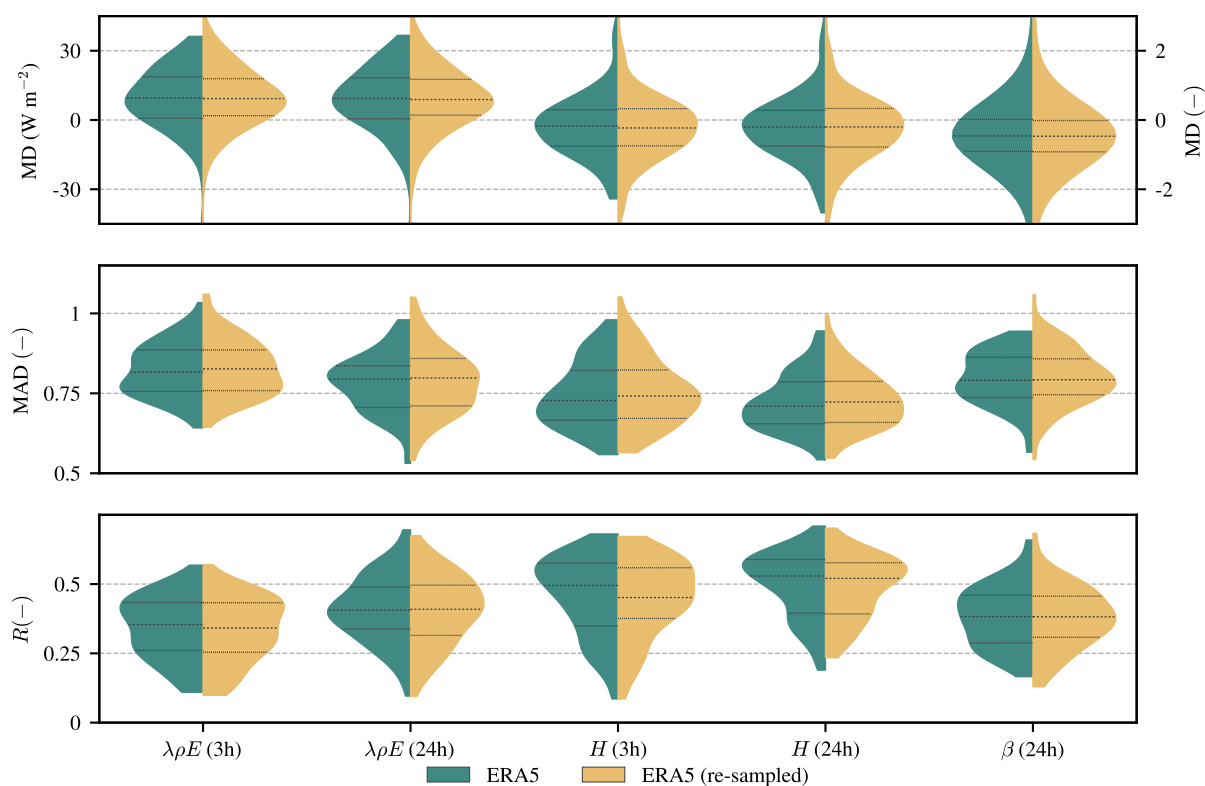 MD (W m⁻²)
30
0
-30
2
0
-2
MD (−)
MAD (−)
1
0.75
0.5
R(−)
0.5
0.25
0
λρE (3h) λρE (24h) H (3h) H (24h) β (24h)
ERA5 ERA5 (re-sampled)